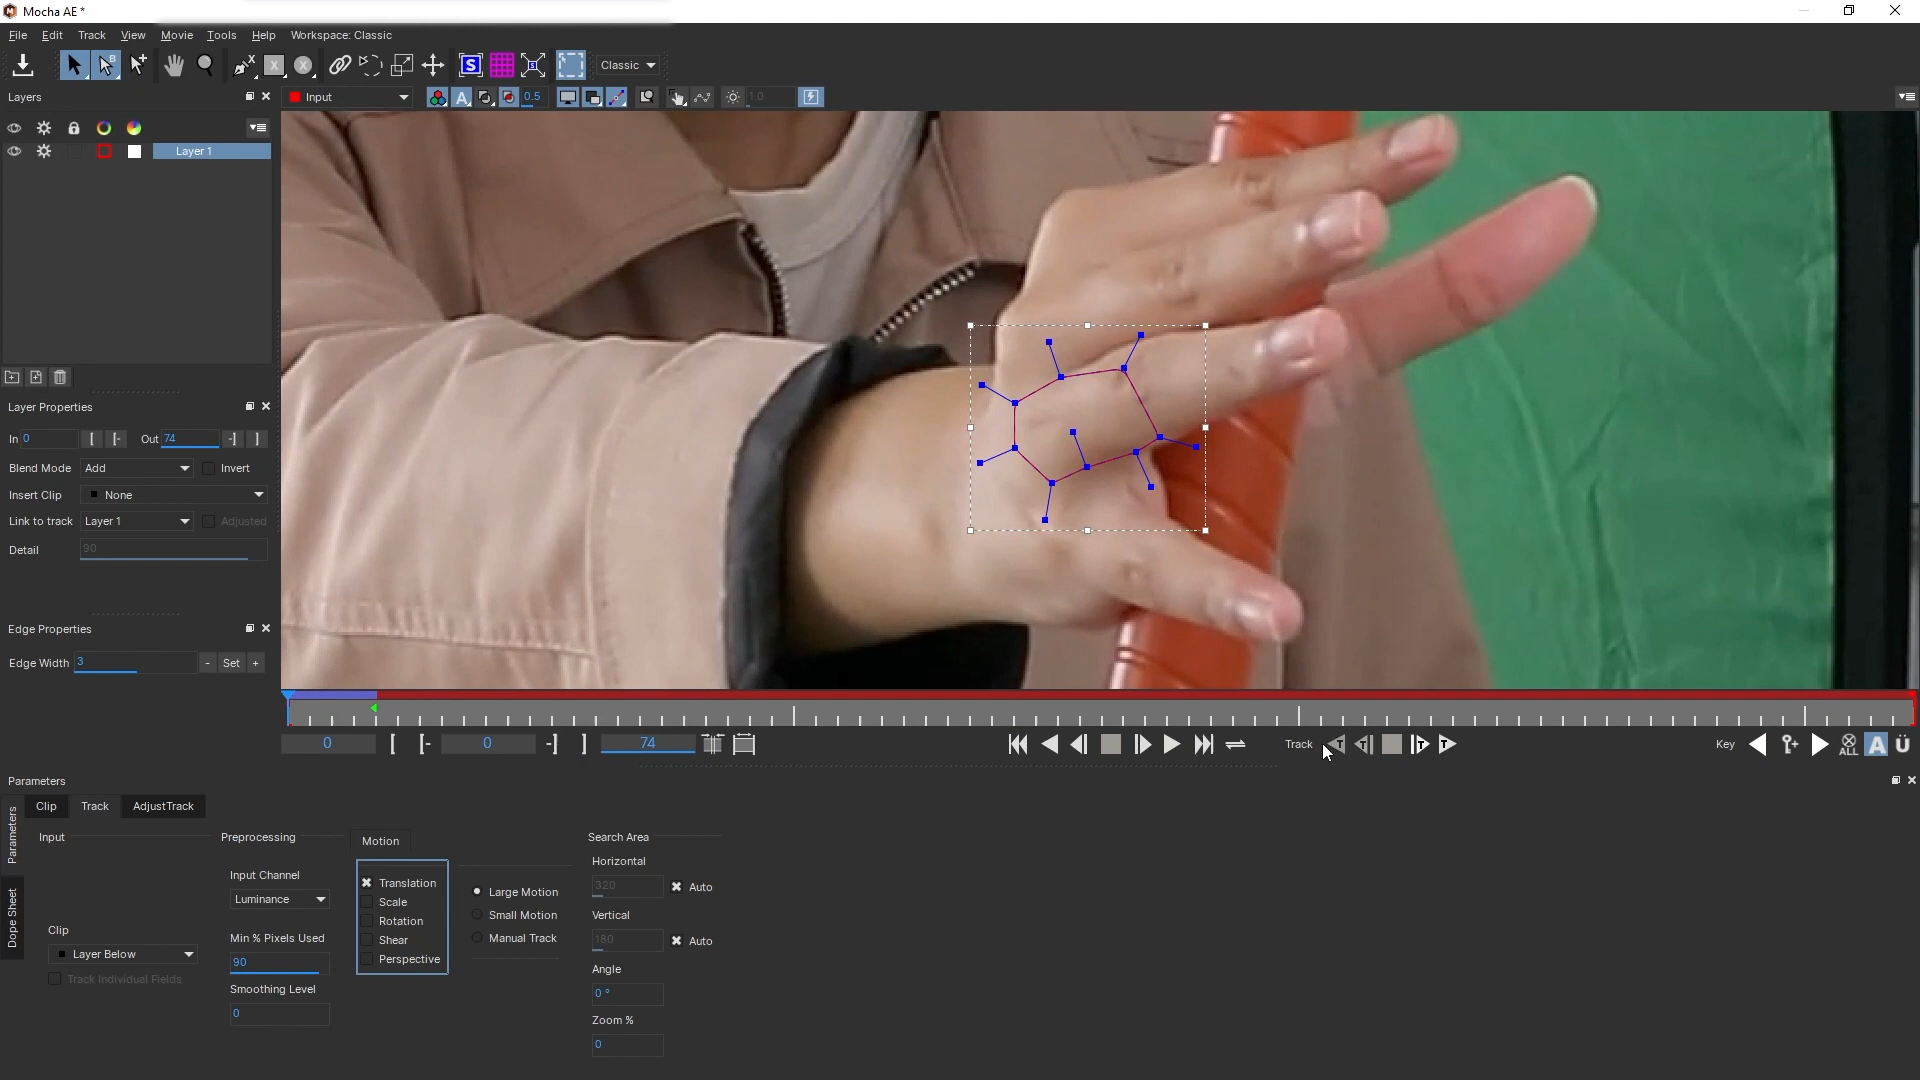 Mocha AE *
File Edit Track View Movie Tools Help Workspace: Classic
Classic
Layers
Input
0.5
1.0
Layer 1
Layer Properties
In 0 Out 74
Blend Mode Add Invert
Insert Clip None
Link to track Layer 1 Adjusted
Detail 90
Edge Properties
Edge Width 3 - Set +
0 0 74 Track Key ALL
Parameters
Clip Track AdjustTrack
Parameters
Dope Sheet
Input
Clip
Layer Below
Track Individual Fields
Preprocessing
Input Channel
Luminance
Min % Pixels Used
90
Smoothing Level
0
Motion
Translation
Scale
Rotation
Shear
Perspective
Large Motion
Small Motion
Manual Track
Search Area
Horizontal
320 Auto
Vertical
180 Auto
Angle
0 °
Zoom %
0